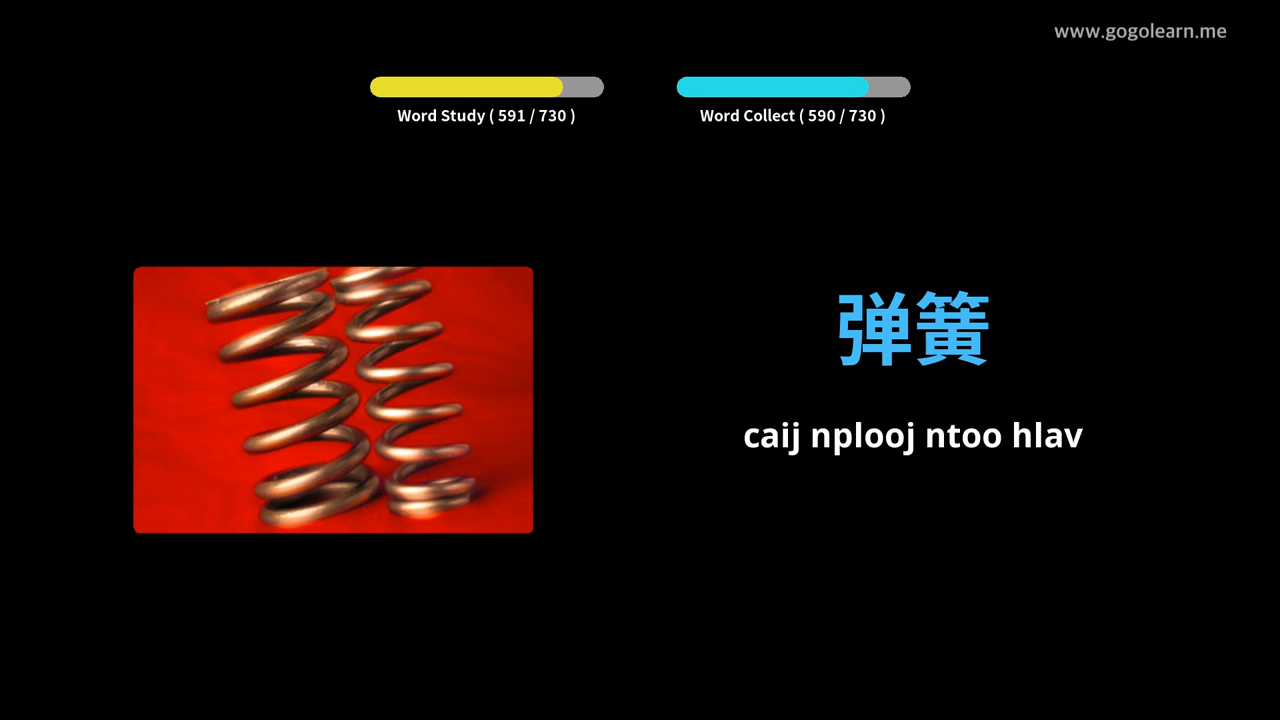 www.gogolearn.me
Word Study ( 591 / 730 )
Word Collect ( 590 / 730 )
弹簧
caij nplooj ntoo hlav